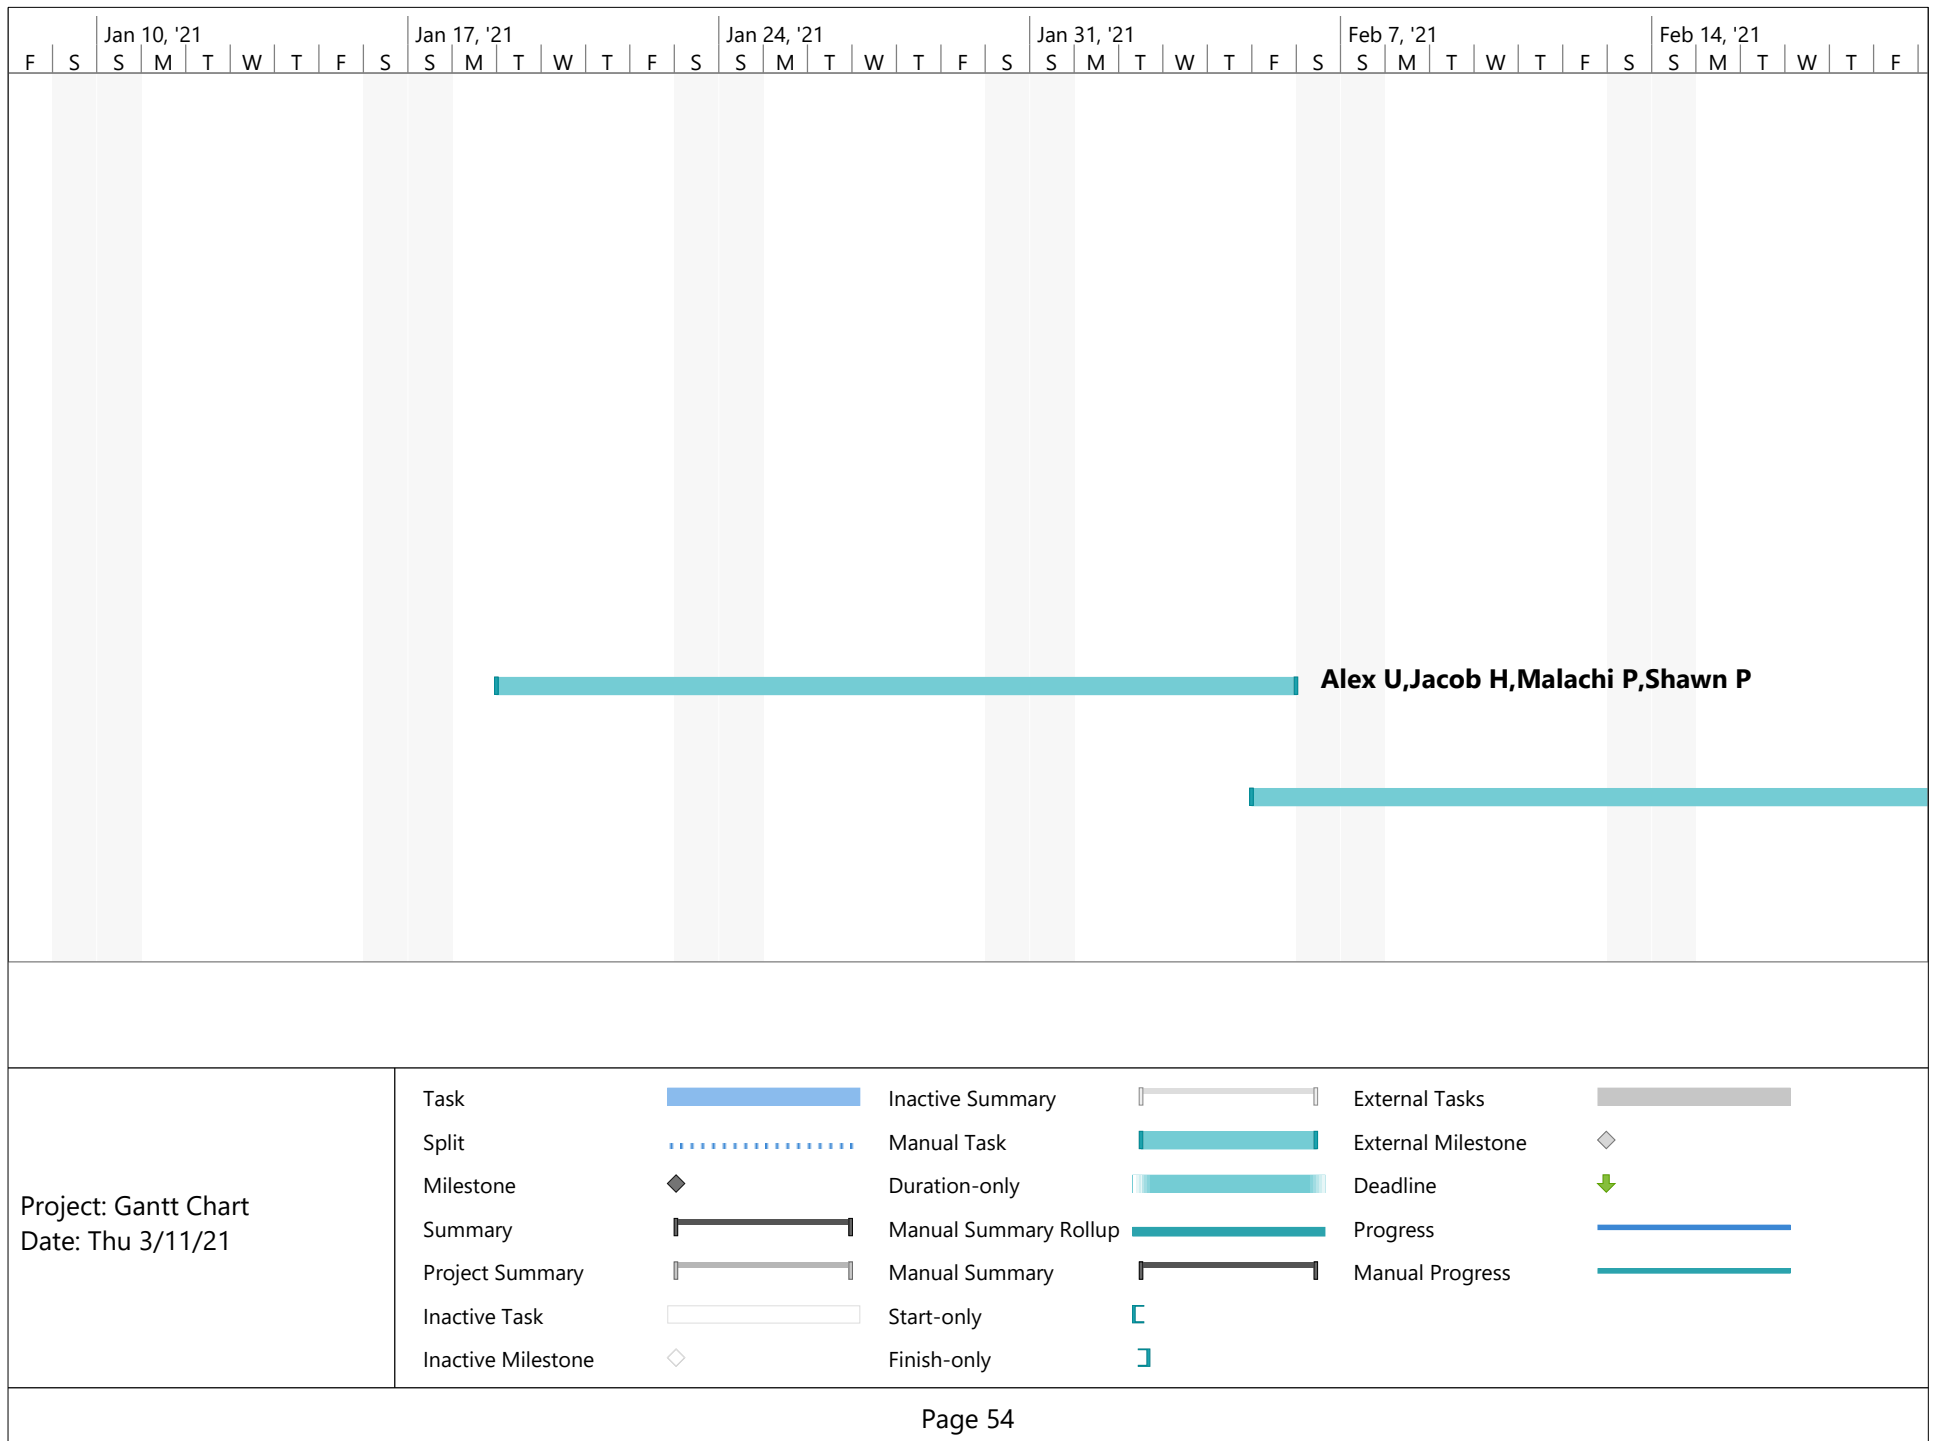 Jan 10, '21 Jan 17, '21 Jan 24, '21 Jan 31, '21 Feb 7, '21 Feb 14, '21
F S S M T W T F S S M T W T F S S M T W T F S S M T W T F S S M T W T F S S M T W T F
Alex U,Jacob H,Malachi P,Shawn P
Project: Gantt Chart
Date: Thu 3/11/21
Task
Split
Milestone
Summary
Project Summary
Inactive Task
Inactive Milestone
Inactive Summary
Manual Task
Duration-only
Manual Summary Rollup
Manual Summary
Start-only
Finish-only
External Tasks
External Milestone
Deadline
Progress
Manual Progress
Page 54